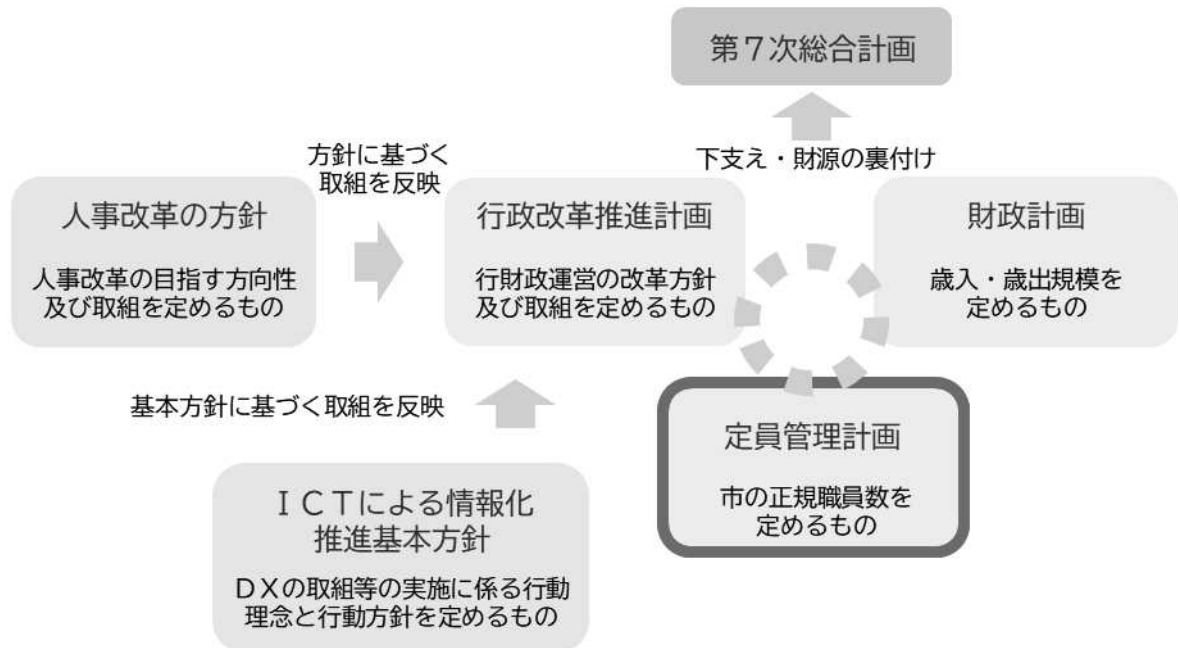 第７次総合計画
下支え・財源の裏付け
方針に基づく
取組を反映
人事改革の方針
人事改革の目指す方向性
及び取組を定めるもの
行政改革推進計画
行財政運営の改革方針
及び取組を定めるもの
財政計画
歳入・歳出規模を
定めるもの
基本方針に基づく取組を反映
定員管理計画
市の正規職員数を
定めるもの
ＩＣＴによる情報化
推進基本方針
ＤＸの取組等の実施に係る行動
理念と行動方針を定めるもの